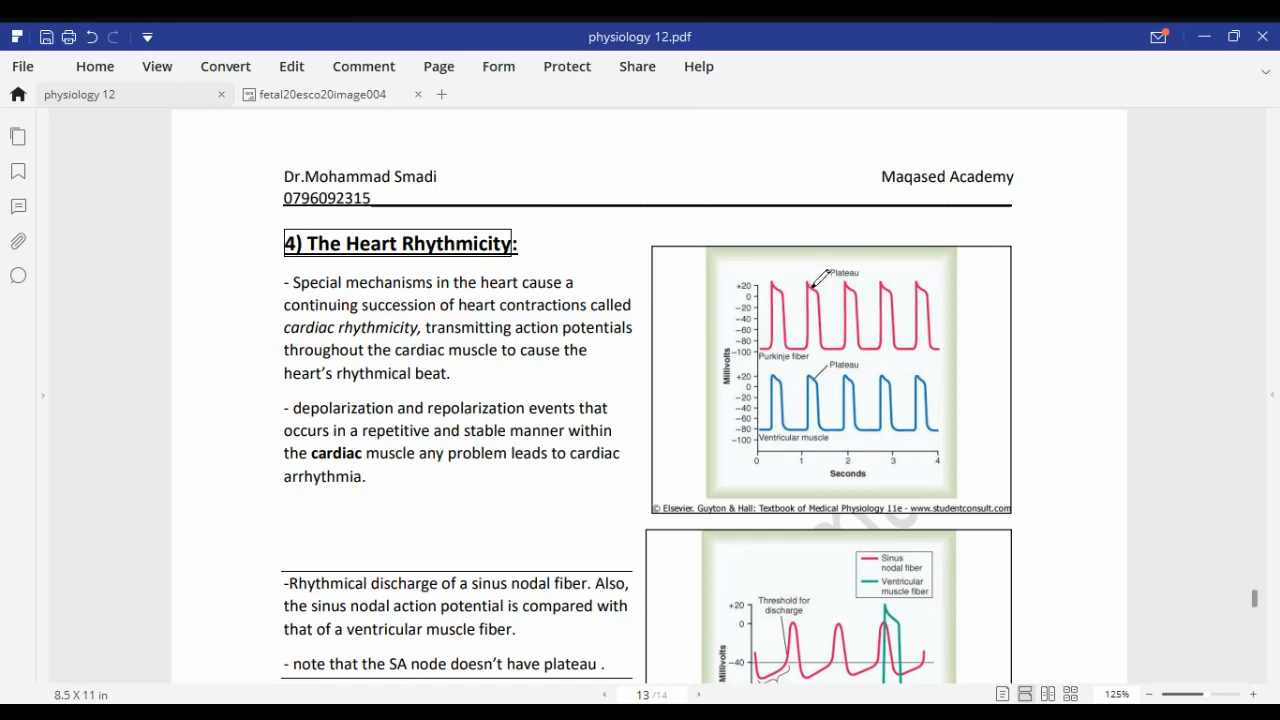 physiology 12.pdf
File Home View Convert Edit Comment Page Form Protect Share Help
physiology 12
fetal20esco20image004
Dr.Mohammad Smadi
Maqased Academy
0796092315
4) The Heart Rhythmicity:
- Special mechanisms in the heart cause a
continuing succession of heart contractions called
cardiac rhythmicity, transmitting action potentials
throughout the cardiac muscle to cause the
heart's rhythmical beat.
- depolarization and repolarization events that
occurs in a repetitive and stable manner within
the cardiac muscle any problem leads to cardiac
arrhythmia.
Plateau
+20
0
−20
−40
−60
−80
−100
Purkinje fiber
Millivolts
Plateau
+20
0
−20
−40
−60
−80
−100
Ventricular muscle
0 1 2 3 4
Seconds
© Elsevier. Guyton & Hall: Textbook of Medical Physiology 11e - www.studentconsult.com
-Rhythmical discharge of a sinus nodal fiber. Also,
the sinus nodal action potential is compared with
that of a ventricular muscle fiber.
- note that the SA node doesn't have plateau .
Sinus
nodal fiber
Ventricular
muscle fiber
Threshold for
discharge
+20
0
−40
Millivolts
8.5 X 11 in
13 /14
125%